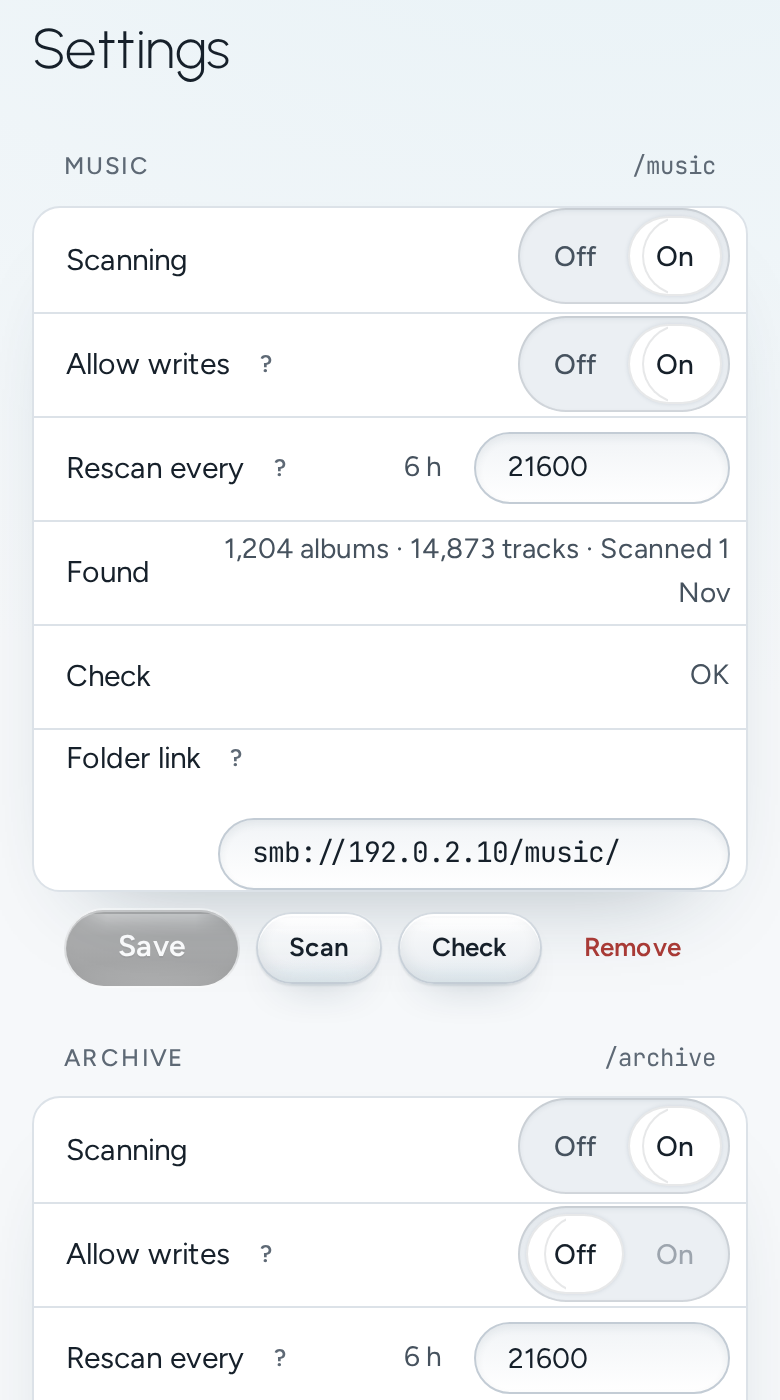 Settings
MUSIC /music
Scanning Off On
Allow writes ? Off On
Rescan every ? 6 h 21600
Found 1,204 albums · 14,873 tracks · Scanned 1
Nov
Check OK
Folder link ?
smb://192.0.2.10/music/
Save Scan Check Remove
ARCHIVE /archive
Scanning Off On
Allow writes ? Off On
Rescan every ? 6 h 21600